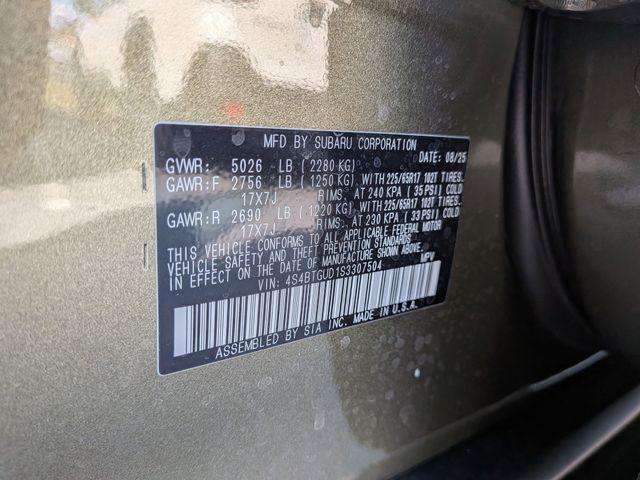 MFD BY SUBARU CORPORATION
GVWR: 5026 LB (2280 KG) DATE: 08/25
GAWR:F 2756 LB (1250 KG), WITH 225/65R17 102T TIRES,
17X7J RIMS, AT 240 KPA (35 PSI) COLD
GAWR:R 2690 LB (1220 KG), WITH 225/65R17 102T TIRES,
17X7J RIMS, AT 230 KPA (33 PSI) COLD
THIS VEHICLE CONFORMS TO ALL APPLICABLE FEDERAL MOTOR
VEHICLE SAFETY AND THEFT PREVENTION STANDARDS
IN EFFECT ON THE DATE OF MANUFACTURE SHOWN ABOVE.
VIN: 4S4BTGUD1S3307504 MPV
ASSEMBLED BY SIA INC. MADE IN U.S.A.